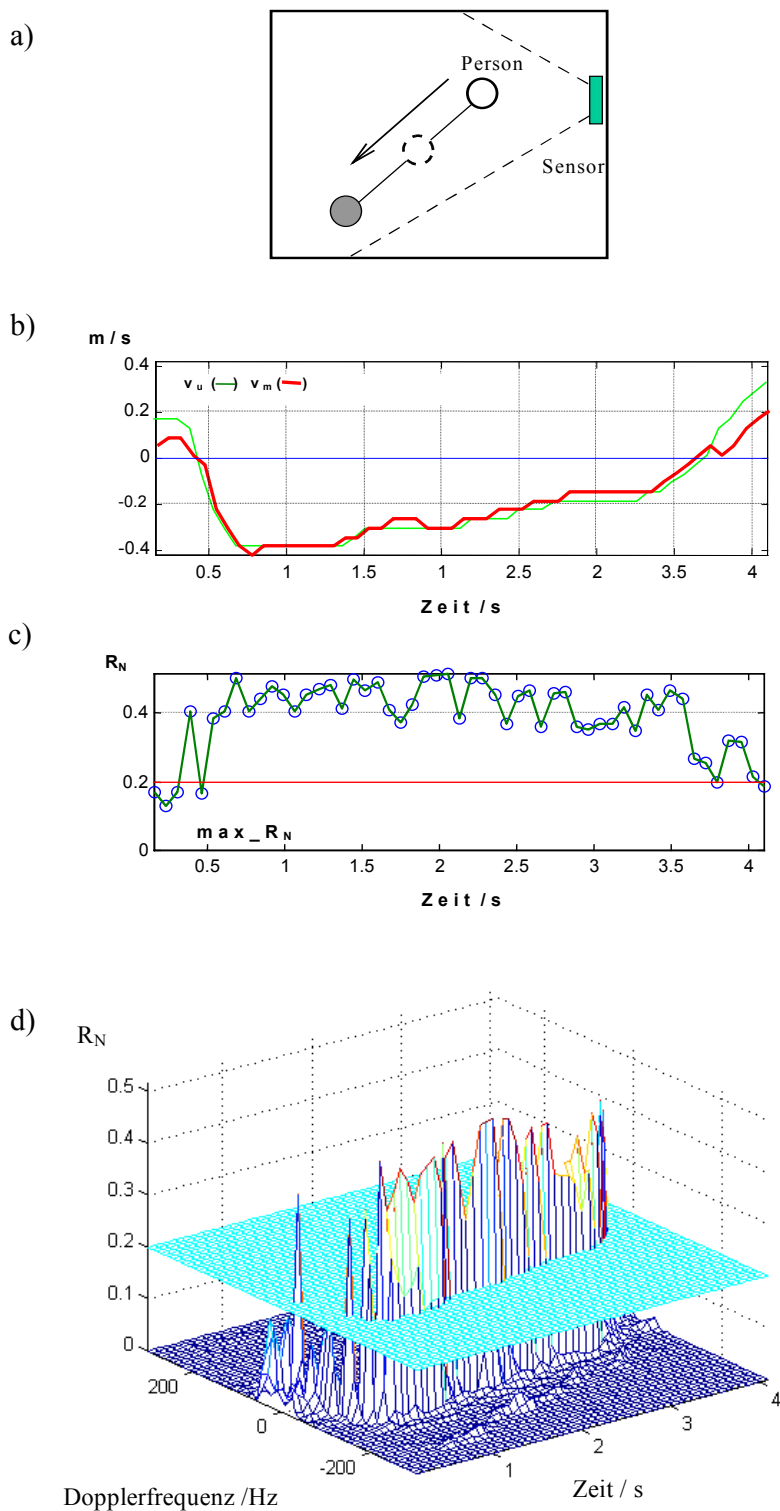 a)
Person
Sensor
b)
m / s
v u (—) v m (—)
0.4
0.2
0
-0.2
-0.4
0.5 1 1.5 1 2.5 2 3.5 4
Zeit / s
c)
R N
0.4
0.2
0
max_R N
0.5 1 1.5 2 2.5 3 3.5 4
Zeit / s
d)
R N
0.5
0.4
0.3
0.2
0.1
0
200
0
-200
1
2
3
4
Dopplerfrequenz /Hz
Zeit / s